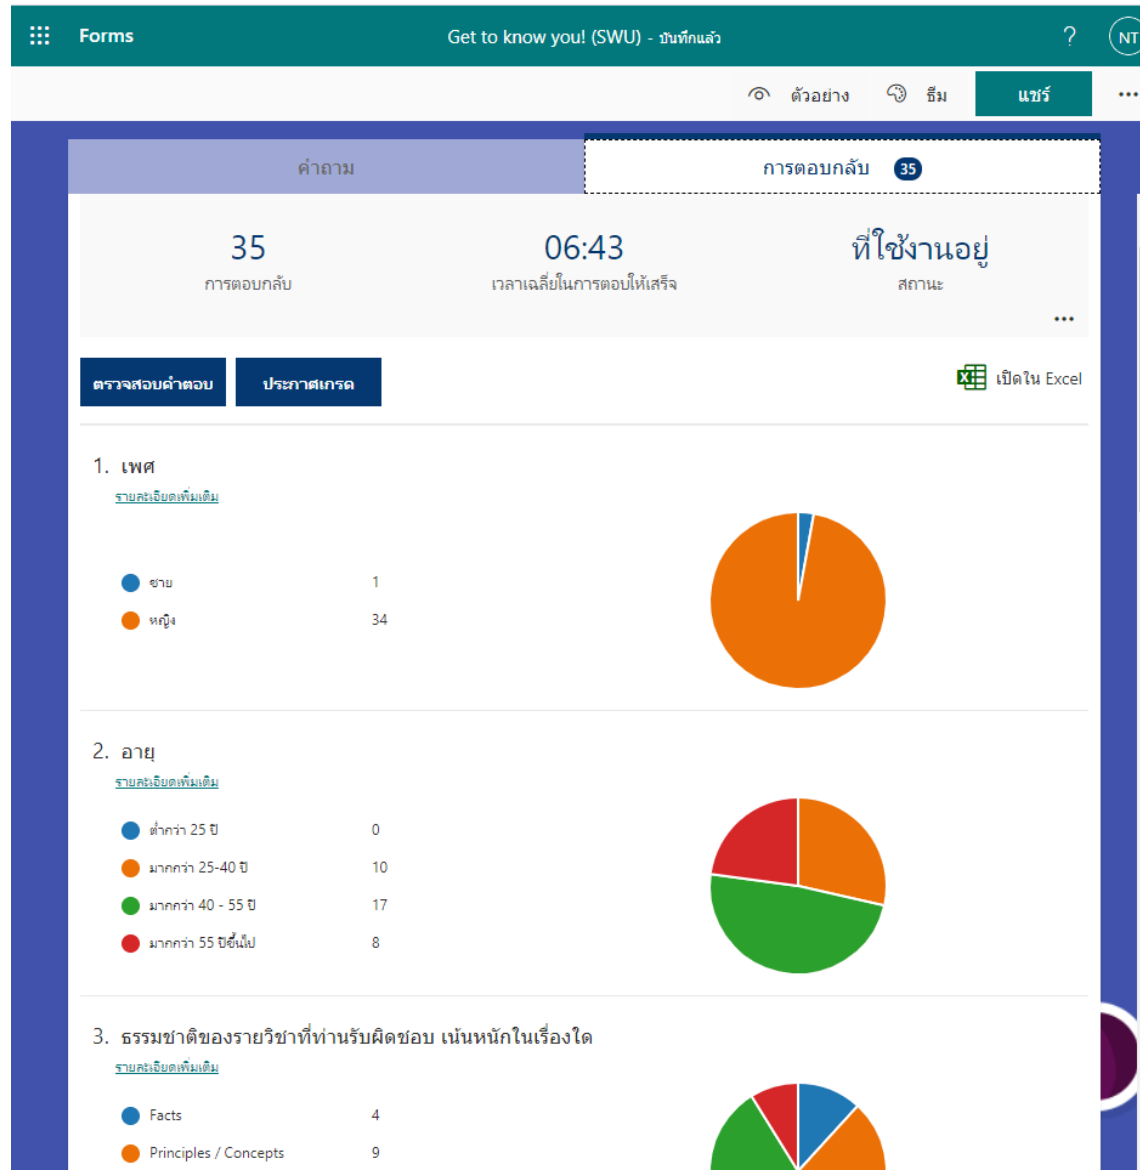 Forms
Get to know you! (SWU) - บันทึกแล้ว
?
NT
ตัวอย่าง
ธีม
แชร์
คำถาม
การตอบกลับ 35
35
06:43
ที่ใช้งานอยู่
การตอบกลับ
เวลาเฉลี่ยในการตอบให้เสร็จ
สถานะ
ตรวจสอบคำตอบ
ประกาศเกรด
เปิดใน Excel
1. เพศ
รายละเอียดเพิ่มเติม
ชาย 1
หญิง 34
2. อายุ
รายละเอียดเพิ่มเติม
ต่ำกว่า 25 ปี 0
มากกว่า 25-40 ปี 10
มากกว่า 40 - 55 ปี 17
มากกว่า 55 ปีขึ้นไป 8
3. ธรรมชาติของรายวิชาที่ท่านรับผิดชอบ เน้นหนักในเรื่องใด
รายละเอียดเพิ่มเติม
Facts 4
Principles / Concepts 9